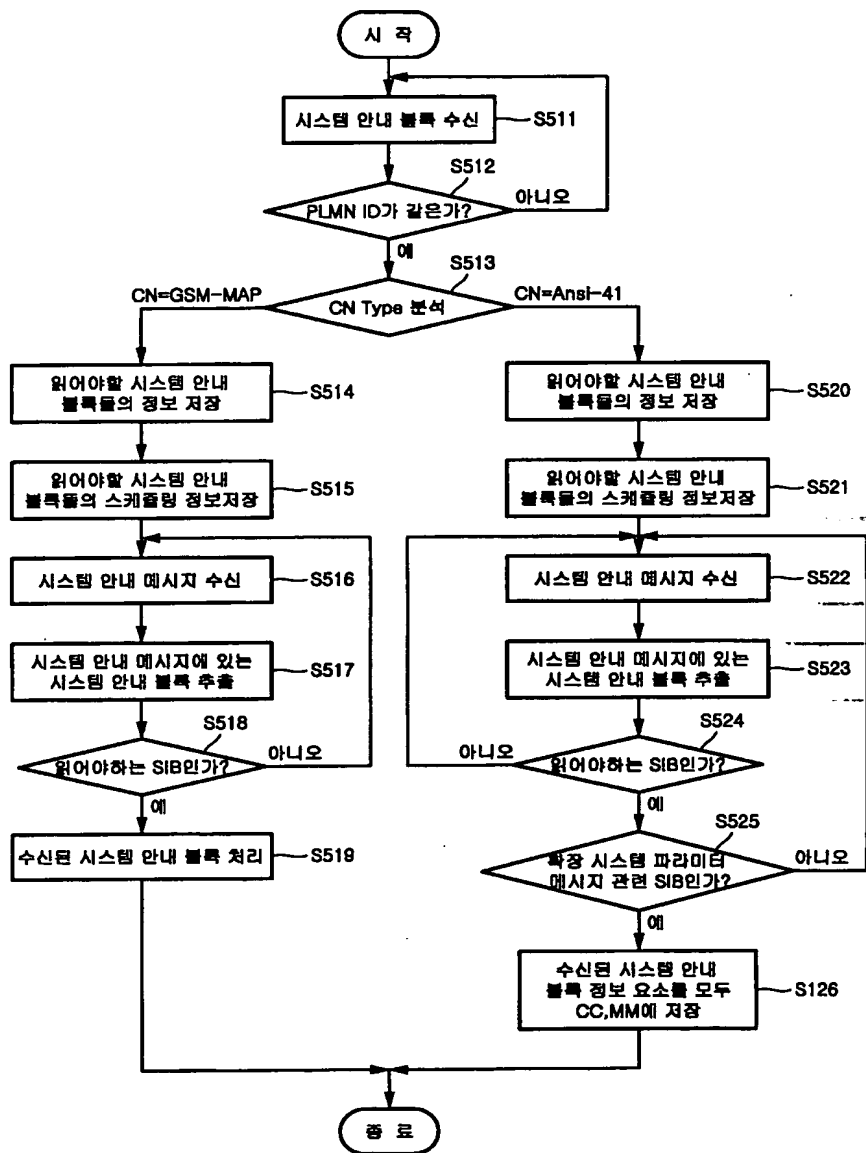 시 작
시스템 안내 블록 수신
S511
S512
PLMN ID가 같은가?
아니오
예
S513
CN=GSM-MAP
CN Type 분석
CN=Ansi-41
읽어야할 시스템 안내
블록들의 정보 저장
S514
읽어야할 시스템 안내
블록들의 스케쥴링 정보저장
S515
시스템 안내 메시지 수신
S516
시스템 안내 메시지에 있는
시스템 안내 블록 추출
S517
S518
읽어야하는 SIB인가?
아니오
예
수신된 시스템 안내 블록 처리
S519
읽어야할 시스템 안내
블록들의 정보 저장
S520
읽어야할 시스템 안내
블록들의 스케쥴링 정보저장
S521
시스템 안내 메시지 수신
S522
시스템 안내 메시지에 있는
시스템 안내 블록 추출
S523
S524
아니오
읽어야하는 SIB인가?
예
S525
확장 시스템 파라미터
메시지 관련 SIB인가?
아니오
예
수신된 시스템 안내
블록 정보 요소를 모두
CC,MM에 저장
S126
종 료